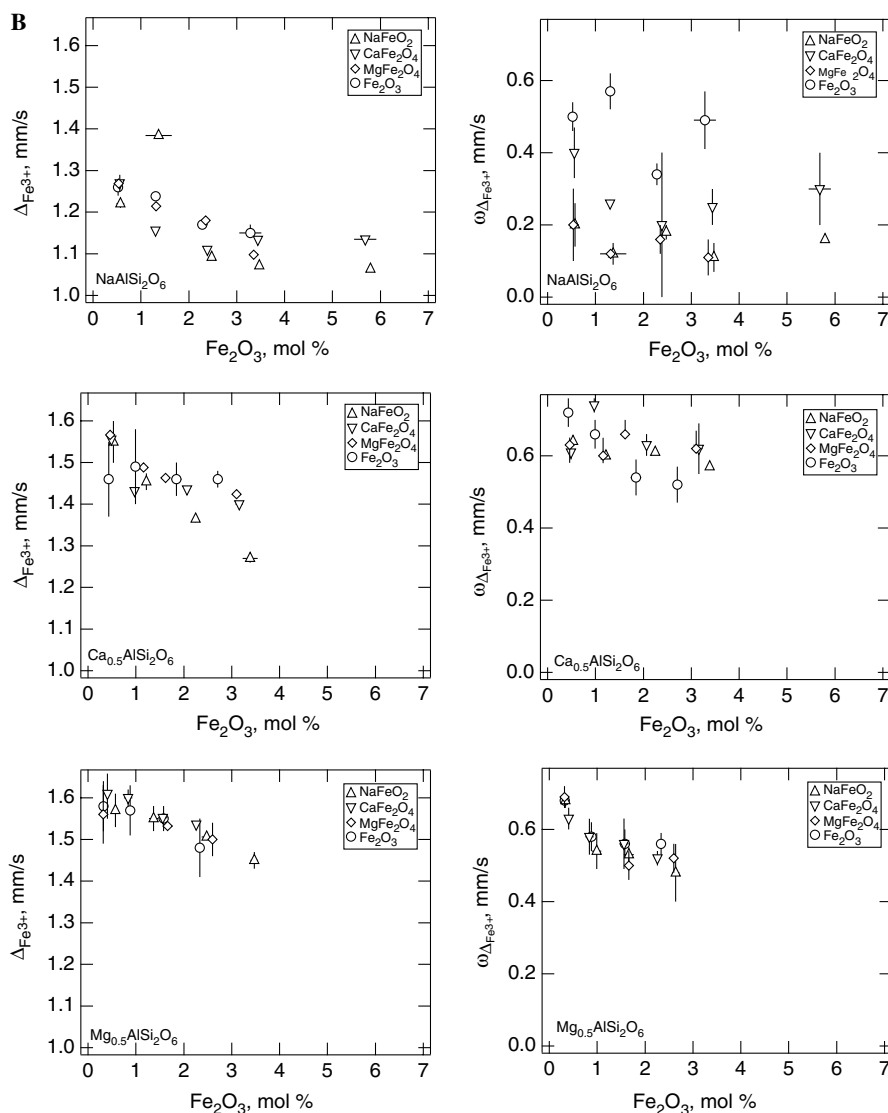 B
1.6
1.5
1.4
1.3
1.2
1.1
1.0
Δ_Fe3+, mm/s
NaFeO2
CaFe2O4
MgFe2O4
Fe2O3
NaAlSi2O6
0 1 2 3 4 5 6 7
Fe2O3, mol %
0.6
0.4
0.2
0.0
ω_ΔFe3+, mm/s
NaFeO2
CaFe2O4
MgFe 2O4
Fe2O3
NaAlSi2O6
0 1 2 3 4 5 6 7
Fe2O3, mol %
1.6
1.5
1.4
1.3
1.2
1.1
1.0
Δ_Fe3+, mm/s
NaFeO2
CaFe2O4
MgFe2O4
Fe2O3
Ca0.5AlSi2O6
0 1 2 3 4 5 6 7
Fe2O3, mol %
0.6
0.4
0.2
0.0
ω_ΔFe3+, mm/s
NaFeO2
CaFe2O4
MgFe2O4
Fe2O3
Ca0.5AlSi2O6
0 1 2 3 4 5 6 7
Fe2O3, mol %
1.6
1.5
1.4
1.3
1.2
1.1
1.0
Δ_Fe3+, mm/s
NaFeO2
CaFe2O4
MgFe2O4
Fe2O3
Mg0.5AlSi2O6
0 1 2 3 4 5 6 7
Fe2O3, mol %
0.6
0.4
0.2
0.0
ω_ΔFe3+, mm/s
NaFeO2
CaFe2O4
MgFe2O4
Fe2O3
Mg0.5AlSi2O6
0 1 2 3 4 5 6 7
Fe2O3, mol %